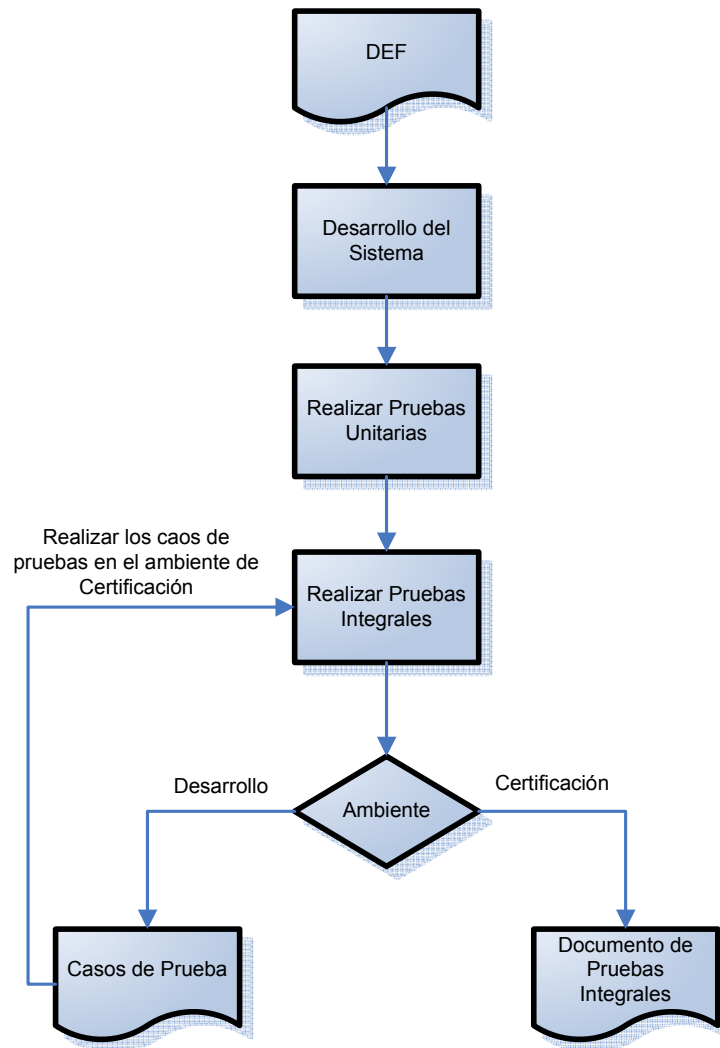 DEF
Desarrollo del
Sistema
Realizar Pruebas
Unitarias
Realizar los caos de
pruebas en el ambiente de
Certificación
Realizar Pruebas
Integrales
Desarrollo
Ambiente
Certificación
Casos de Prueba
Documento de
Pruebas
Integrales